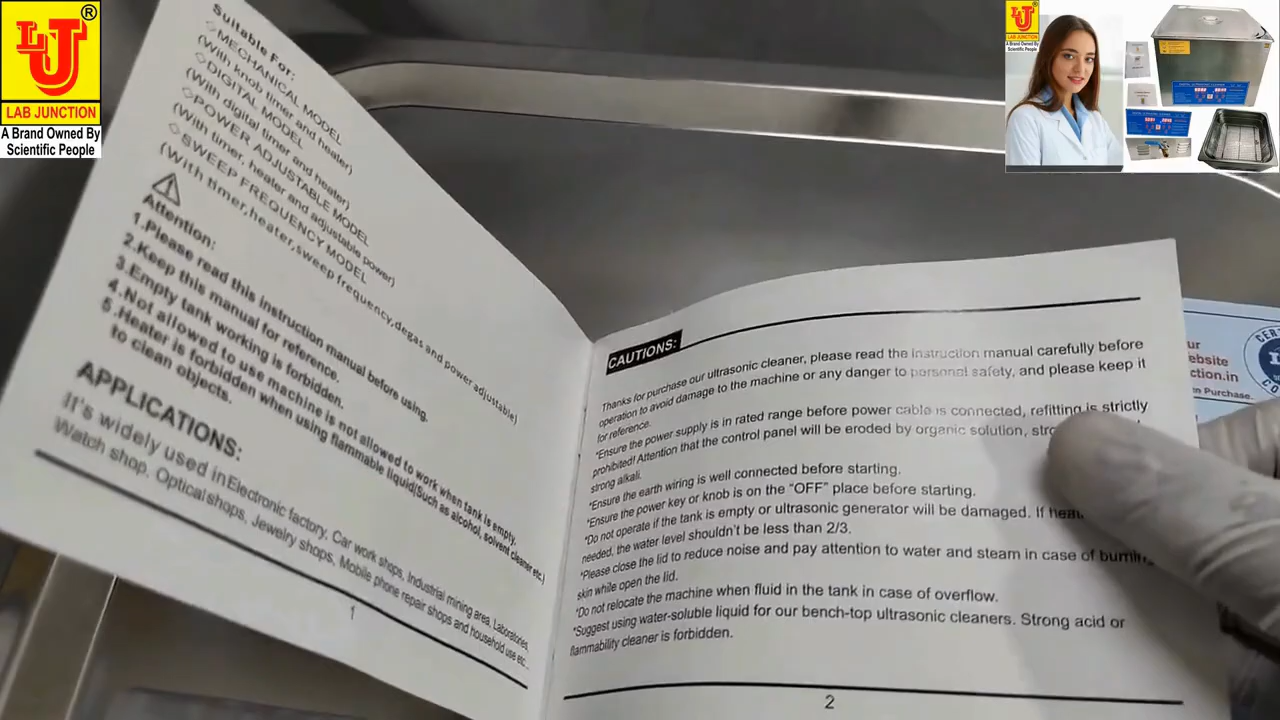 LJ
®
LAB JUNCTION
A Brand Owned By
Scientific People
Suitable For:
◇MECHANICAL MODEL
(With knob timer and heater)
◇DIGITAL MODEL
(With digital timer and heater)
◇POWER ADJUSTABLE MODEL
(With timer, heater and adjustable power)
◇SWEEP FREQUENCY MODEL
(With timer,heater,sweep frequency,degas and power adjustable)
Attention:
1.Please read this instruction manual before using.
2.Keep this manual for reference.
3.Empty tank working is forbidden.
4.Not allowed to use machine is not allowed to work when tank is empty.
5.Heater is forbidden when using flammable liquid(Such as alcohol, solvent cleaner etc.)
to clean objects.
APPLICATIONS:
It's widely used in Electronic factory, Car work shops, Industrial mining area, Laboratories,
Watch shop. Optical shops, Jewelry shops, Mobile phone repair shops and household use etc..
1
CAUTIONS:
Thanks for purchase our ultrasonic cleaner, please read the instruction manual carefully before
operation to avoid damage to the machine or any danger to personal safety, and please keep it
for reference.
*Ensure the power supply is in rated range before power cable is connected, refitting is strictly
prohibited! Attention that the control panel will be eroded by organic solution,
strong alkali.
*Ensure the earth wiring is well connected before starting.
*Ensure the power key or knob is on the “OFF” place before starting.
*Do not operate if the tank is empty or ultrasonic generator will be damaged. If
needed, the water level shouldn't be less than 2/3.
*Please close the lid to reduce noise and pay attention to water and steam in case of burning
skin while open the lid.
*Do not relocate the machine when fluid in the tank in case of overflow.
*Suggest using water-soluble liquid for our bench-top ultrasonic cleaners. Strong acid or
flammability cleaner is forbidden.
2
LJ
LAB JUNCTION
A Brand Owned By
Scientific People